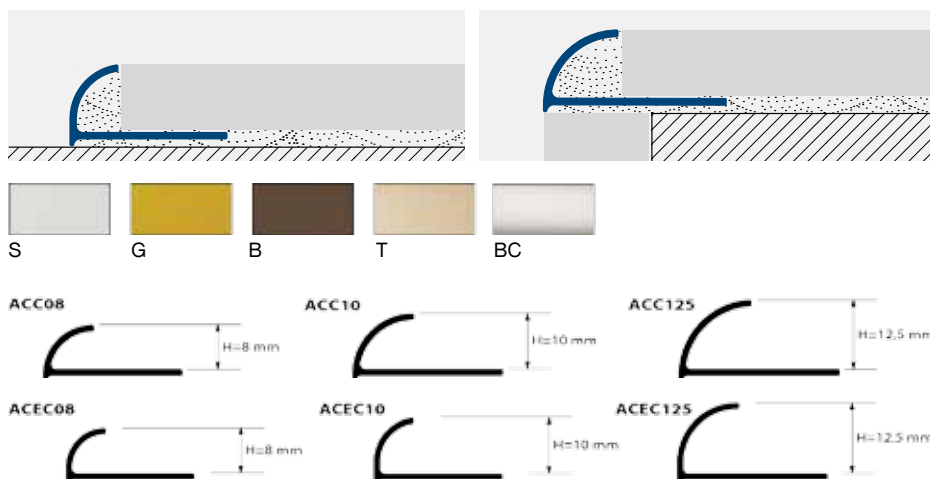 S G B T BC
ACC08 ACC10 ACC125
H=8 mm H=10 mm H=12,5 mm
ACEC08 ACEC10 ACEC125
H=8 mm H=10 mm H=12.5 mm